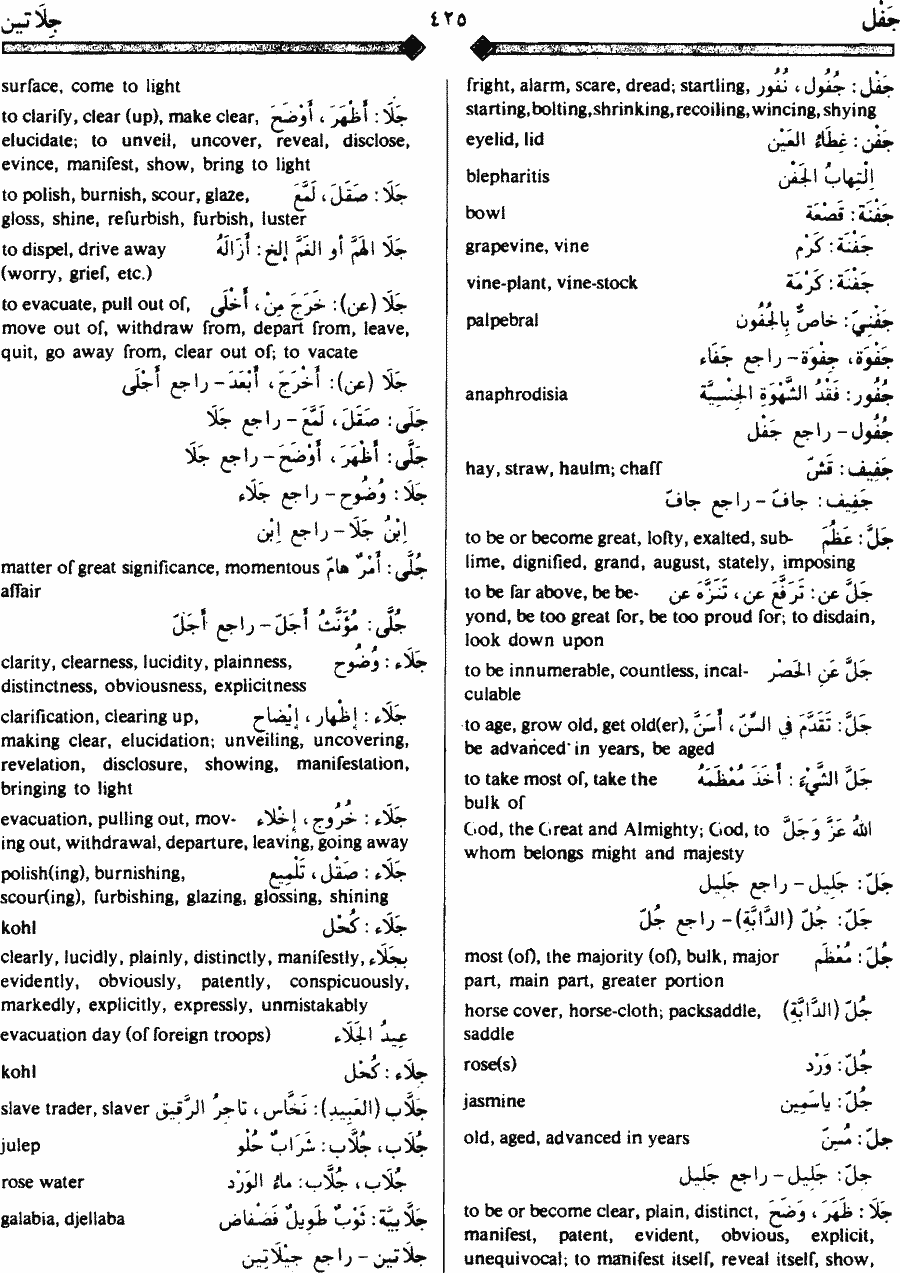 جَفْل ٤٢٥ جِلَاتين
جَفْل : جُفُول ، نُفُور fright, alarm, scare, dread; startling,
starting, bolting, shrinking, recoiling, wincing, shying
جَفْن : غِطَاءُ العَيْن eyelid, lid
اِلْتِهابُ الجَفْن blepharitis
جَفْنَة : قَصْعَة bowl
جَفْنَة : كَرْم grapevine, vine
جَفْنَة : كَرْمَة vine-plant, vine-stock
جَفْنِيّ : خاصٌّ بِالجُفُون palpebral
جَفْوَة، جِفْوَة - راجع جَفَاء
جُفُور : فَقْدُ الشَّهْوَةِ الجِنْسِيَّة anaphrodisia
جُفُول - راجع جَفْل
جَفِيف : قَشّ hay, straw, haulm; chaff
جَفِيف : جافّ - راجع جافّ
جَلَّ : عَظُمَ to be or become great, lofty, exalted, sub-
lime, dignified, grand, august, stately, imposing
جَلَّ عن : تَرَفَّعَ عن ، تَنَزَّهَ عن to be far above, be be-
yond, be too great for, be too proud for; to disdain,
look down upon
جَلَّ عَنِ الحَصْر to be innumerable, countless, incal-
culable
جَلَّ : تَقَدَّمَ في السِّنّ ، أَسَنَّ to age, grow old, get old(er),
be advanced in years, be aged
جَلَّ الشَّيْءَ : أَخَذَ مُعْظَمَهُ to take most of, take the
bulk of
اللهُ عَزَّ وَجَلَّ God, the Great and Almighty; God, to
whom belongs might and majesty
جَلّ : جَلِيل - راجع جَلِيل
جَلّ : جُلّ (الدَّابَّة) - راجع جُلّ
جُلّ : مُعْظَم most (of), the majority (of), bulk, major
part, main part, greater portion
جُلّ (الدَّابَّة) horse cover, horse-cloth; packsaddle,
saddle
جُلّ : وَرْد rose(s)
جُلّ : ياسَمِين jasmine
جِلّ : مُسِنّ old, aged, advanced in years
جِلّ : جَلِيل - راجع جَلِيل
جَلَا : ظَهَرَ ، وَضَحَ to be or become clear, plain, distinct,
manifest, patent, evident, obvious, explicit,
unequivocal; to manifest itself, reveal itself, show,
surface, come to light
جَلَا : أَظْهَرَ ، أَوْضَحَ to clarify, clear (up), make clear,
elucidate; to unveil, uncover, reveal, disclose,
evince, manifest, show, bring to light
جَلَا : صَقَلَ ، لَمَّعَ to polish, burnish, scour, glaze,
gloss, shine, refurbish, furbish, luster
جَلَا الهَمَّ أو الغَمَّ إلخ : أَزَالَهُ to dispel, drive away
(worry, grief, etc.)
جَلَا (عن) : خَرَجَ مِنْ ، أَخْلَى to evacuate, pull out of,
move out of, withdraw from, depart from, leave,
quit, go away from, clear out of; to vacate
جَلَا (عن) : أَخْرَجَ ، أَبْعَدَ - راجع أَجْلَى
جَلَى : صَقَلَ ، لَمَّعَ - راجع جَلَا
جَلَّى : أَظْهَرَ ، أَوْضَحَ - راجع جَلَا
جَلَا : وُضُوح - راجع جَلَاء
اِبْنُ جَلَا - راجع اِبْن
جُلَّى : أَمْرٌ هامّ matter of great significance, momentous
affair
جُلَّى : مُؤَنَّثُ أَجَلّ - راجع أَجَلّ
جَلَاء : وُضُوح clarity, clearness, lucidity, plainness,
distinctness, obviousness, explicitness
جَلَاء : إظْهار ، إيْضاح clarification, clearing up,
making clear, elucidation; unveiling, uncovering,
revelation, disclosure, showing, manifestation,
bringing to light
جَلَاء : خُرُوج ، إخْلاء evacuation, pulling out, mov-
ing out, withdrawal, departure, leaving, going away
جَلَاء : صَقْل ، تَلْمِيع polish(ing), burnishing,
scour(ing), furbishing, glazing, glossing, shining
جَلَاء : كُحْل kohl
بِجَلَاء clearly, lucidly, plainly, distinctly, manifestly,
evidently, obviously, patently, conspicuously,
markedly, explicitly, expressly, unmistakably
عِيدُ الجَلَاء evacuation day (of foreign troops)
جِلَاء : كُحْل kohl
جَلَّاب (العَبِيد) : نَخَّاس ، تاجِرُ الرَّقِيق slave trader, slaver
جُلَاب ، جُلَّاب : شَرَابٌ حُلْو julep
جُلَاب ، جُلَّاب : مَاءُ الوَرْد rose water
جَلَّابِيَّة : ثَوْبٌ طَوِيلٌ فَضْفَاض galabia, djellaba
جِلَاتين - راجع جيْلَاتِين